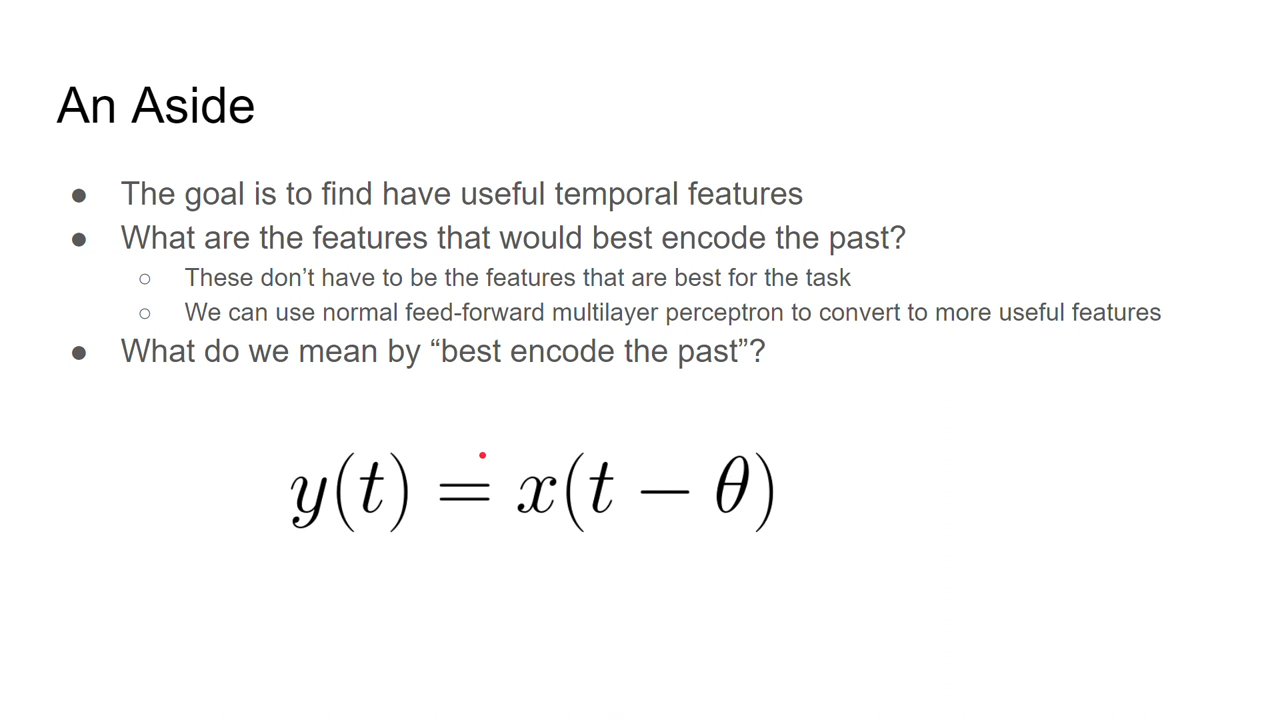 An Aside
● The goal is to find have useful temporal features
● What are the features that would best encode the past?
○ These don’t have to be the features that are best for the task
○ We can use normal feed-forward multilayer perceptron to convert to more useful features
● What do we mean by “best encode the past”?
y(t) = x(t − θ)